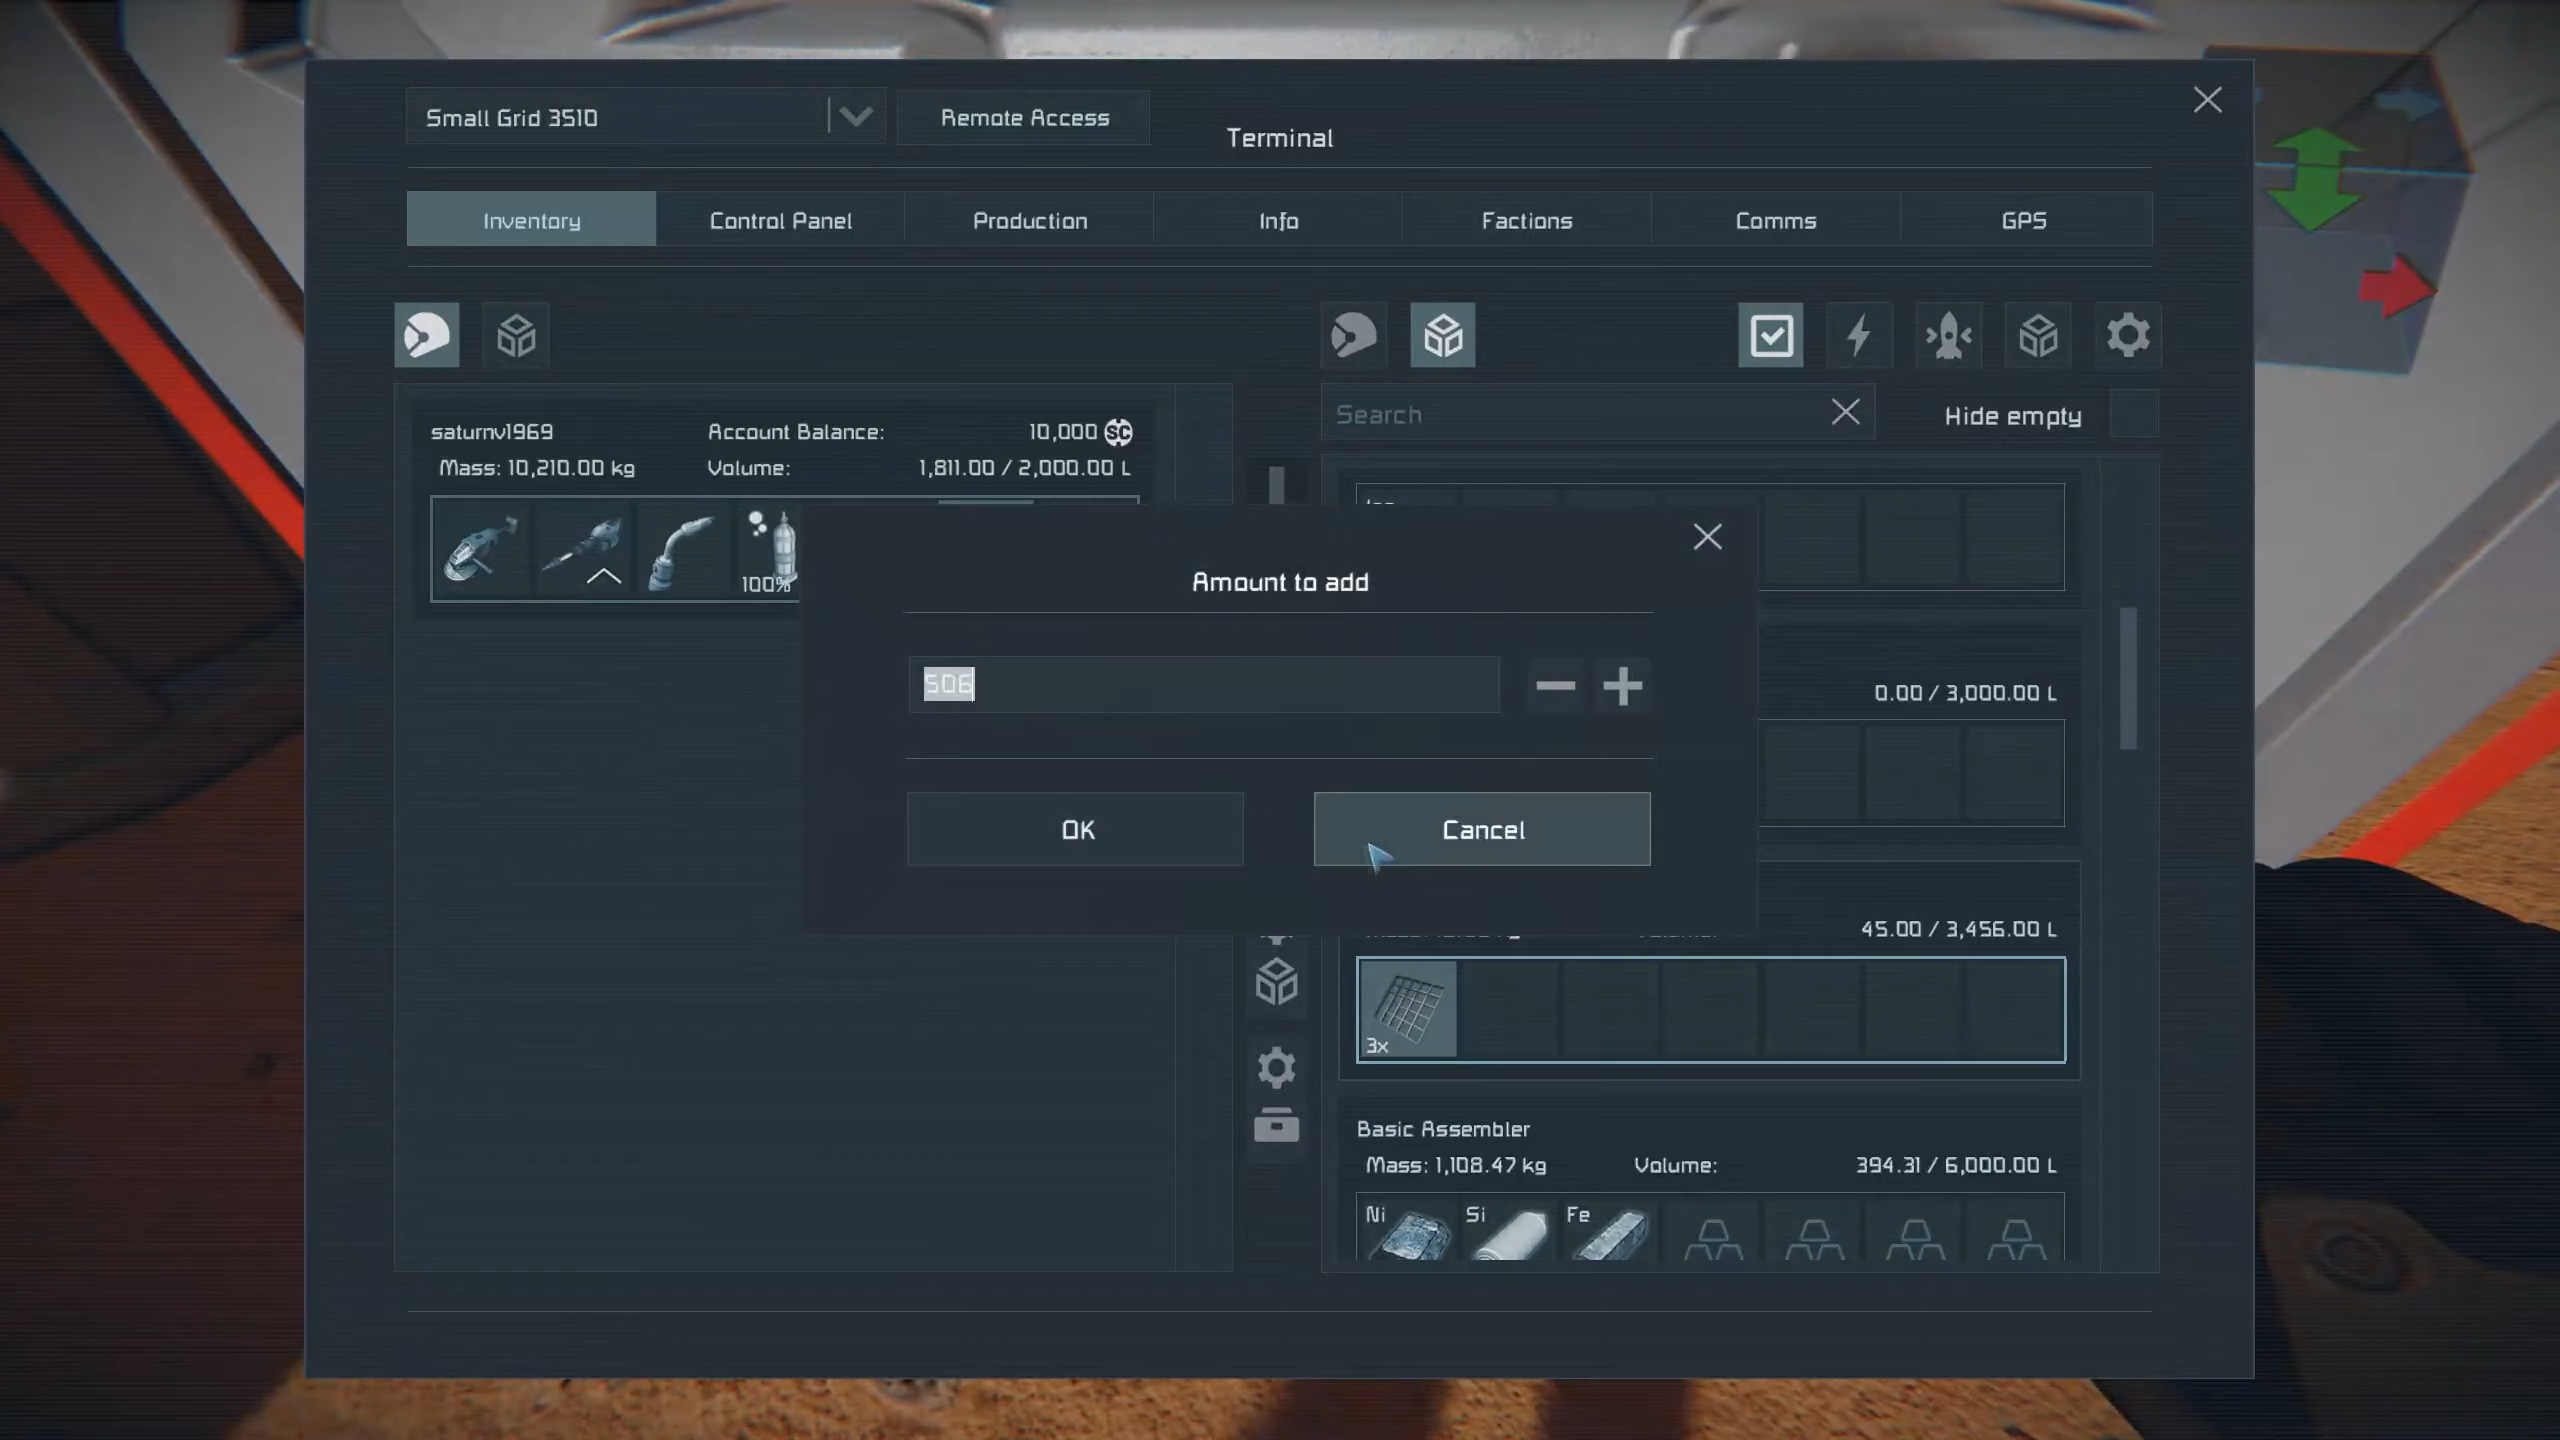 Small Grid 3510
Remote Access
Terminal
Inventory
Control Panel
Production
Info
Factions
Comms
GPS
saturnv1969
Account Balance:
10,000 SC
Mass: 10,210.00 kg
Volume:
1,811.00 / 2,000.00 L
100%
Search
Hide empty
Amount to add
506
OK
Cancel
0.00 / 3,000.00 L
45.00 / 3,456.00 L
3x
Basic Assembler
Mass: 1,108.47 kg
Volume:
394.31 / 6,000.00 L
Ni
Si
Fe